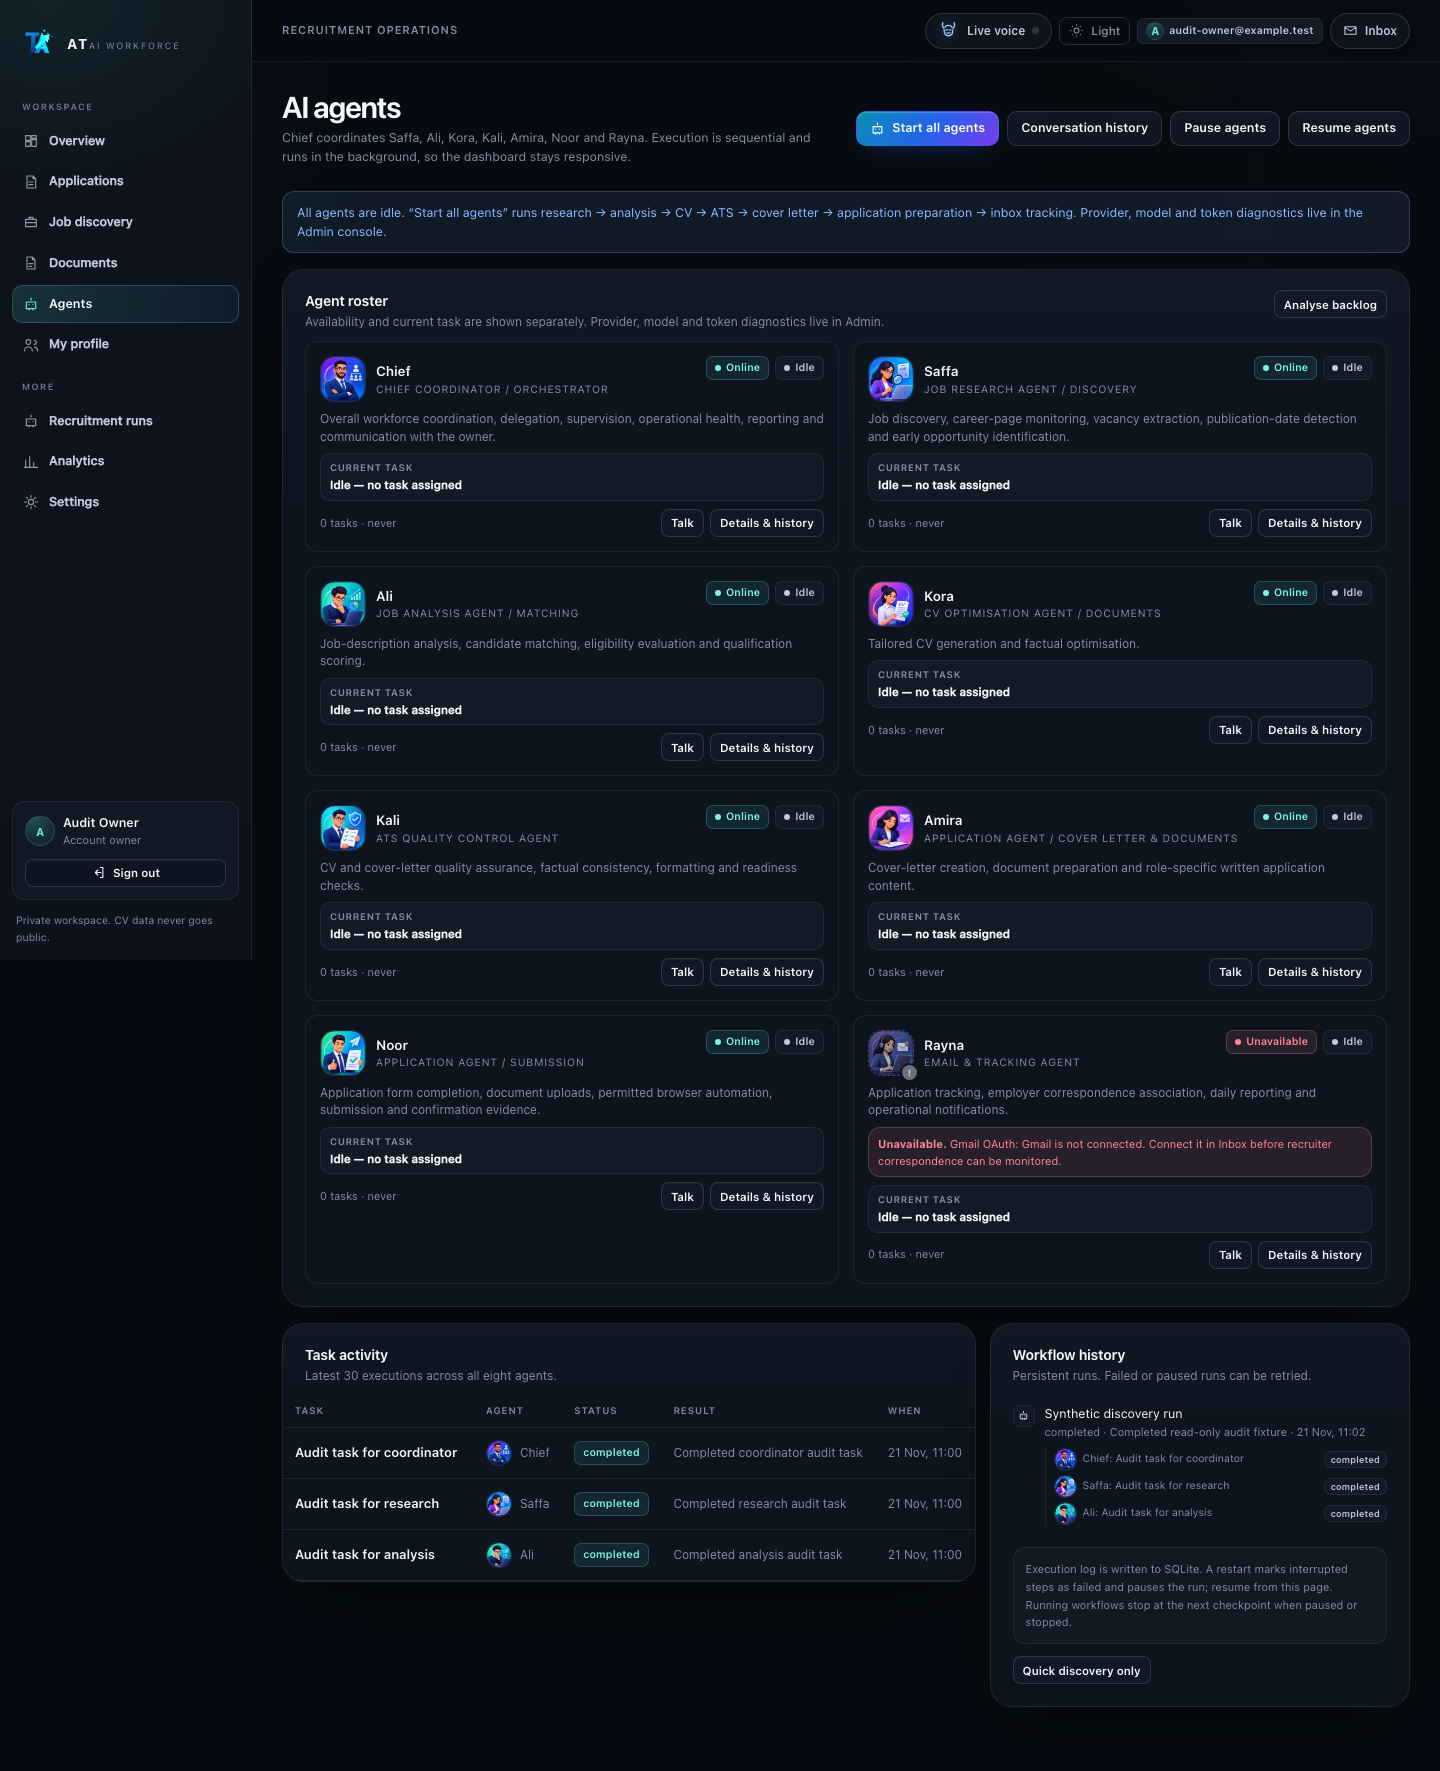 AT AI WORKFORCE
WORKSPACE
Overview
Applications
Job discovery
Documents
Agents
My profile
MORE
Recruitment runs
Analytics
Settings
A
Audit Owner
Account owner
Sign out
Private workspace. CV data never goes
public.
RECRUITMENT OPERATIONS
Live voice
Light
A audit-owner@example.test
Inbox
AI agents
Chief coordinates Saffa, Ali, Kora, Kali, Amira, Noor and Rayna. Execution is sequential and
runs in the background, so the dashboard stays responsive.
Start all agents
Conversation history
Pause agents
Resume agents
All agents are idle. “Start all agents” runs research → analysis → CV → ATS → cover letter → application preparation → inbox tracking. Provider, model and token diagnostics live in the
Admin console.
Agent roster
Availability and current task are shown separately. Provider, model and token diagnostics live in Admin.
Analyse backlog
Chief
CHIEF COORDINATOR / ORCHESTRATOR
Online
Idle
Overall workforce coordination, delegation, supervision, operational health, reporting and
communication with the owner.
CURRENT TASK
Idle — no task assigned
0 tasks · never
Talk
Details & history
Saffa
JOB RESEARCH AGENT / DISCOVERY
Online
Idle
Job discovery, career-page monitoring, vacancy extraction, publication-date detection
and early opportunity identification.
CURRENT TASK
Idle — no task assigned
0 tasks · never
Talk
Details & history
Ali
JOB ANALYSIS AGENT / MATCHING
Online
Idle
Job-description analysis, candidate matching, eligibility evaluation and qualification
scoring.
CURRENT TASK
Idle — no task assigned
0 tasks · never
Talk
Details & history
Kora
CV OPTIMISATION AGENT / DOCUMENTS
Online
Idle
Tailored CV generation and factual optimisation.
CURRENT TASK
Idle — no task assigned
0 tasks · never
Talk
Details & history
Kali
ATS QUALITY CONTROL AGENT
Online
Idle
CV and cover-letter quality assurance, factual consistency, formatting and readiness
checks.
CURRENT TASK
Idle — no task assigned
0 tasks · never
Talk
Details & history
Amira
APPLICATION AGENT / COVER LETTER & DOCUMENTS
Online
Idle
Cover-letter creation, document preparation and role-specific written application
content.
CURRENT TASK
Idle — no task assigned
0 tasks · never
Talk
Details & history
Noor
APPLICATION AGENT / SUBMISSION
Online
Idle
Application form completion, document uploads, permitted browser automation,
submission and confirmation evidence.
CURRENT TASK
Idle — no task assigned
0 tasks · never
Talk
Details & history
Rayna
EMAIL & TRACKING AGENT
Unavailable
Idle
!
Application tracking, employer correspondence association, daily reporting and
operational notifications.
Unavailable. Gmail OAuth: Gmail is not connected. Connect it in Inbox before recruiter
correspondence can be monitored.
CURRENT TASK
Idle — no task assigned
0 tasks · never
Talk
Details & history
Task activity
Latest 30 executions across all eight agents.
TASK AGENT STATUS RESULT WHEN
Audit task for coordinator Chief completed Completed coordinator audit task 21 Nov, 11:00
Audit task for research Saffa completed Completed research audit task 21 Nov, 11:00
Audit task for analysis Ali completed Completed analysis audit task 21 Nov, 11:00
Workflow history
Persistent runs. Failed or paused runs can be retried.
Synthetic discovery run
completed · Completed read-only audit fixture · 21 Nov, 11:02
Chief: Audit task for coordinator completed
Saffa: Audit task for research completed
Ali: Audit task for analysis completed
Execution log is written to SQLite. A restart marks interrupted
steps as failed and pauses the run; resume from this page.
Running workflows stop at the next checkpoint when paused or
stopped.
Quick discovery only